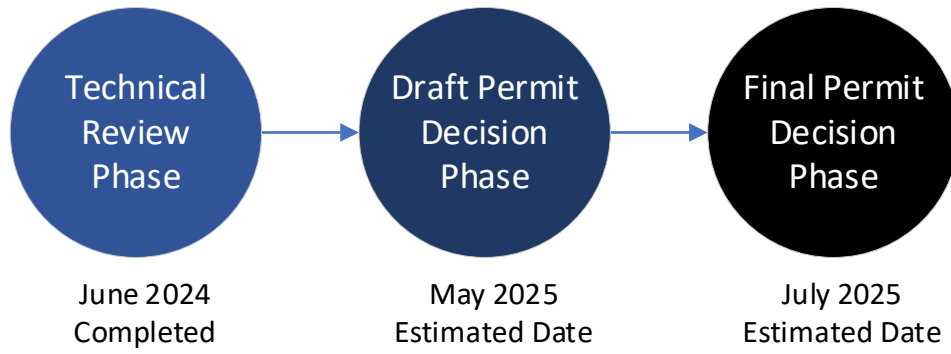 Technical
Review
Phase
Draft Permit
Decision
Phase
Final Permit
Decision
Phase
June 2024
Completed
May 2025
Estimated Date
July 2025
Estimated Date